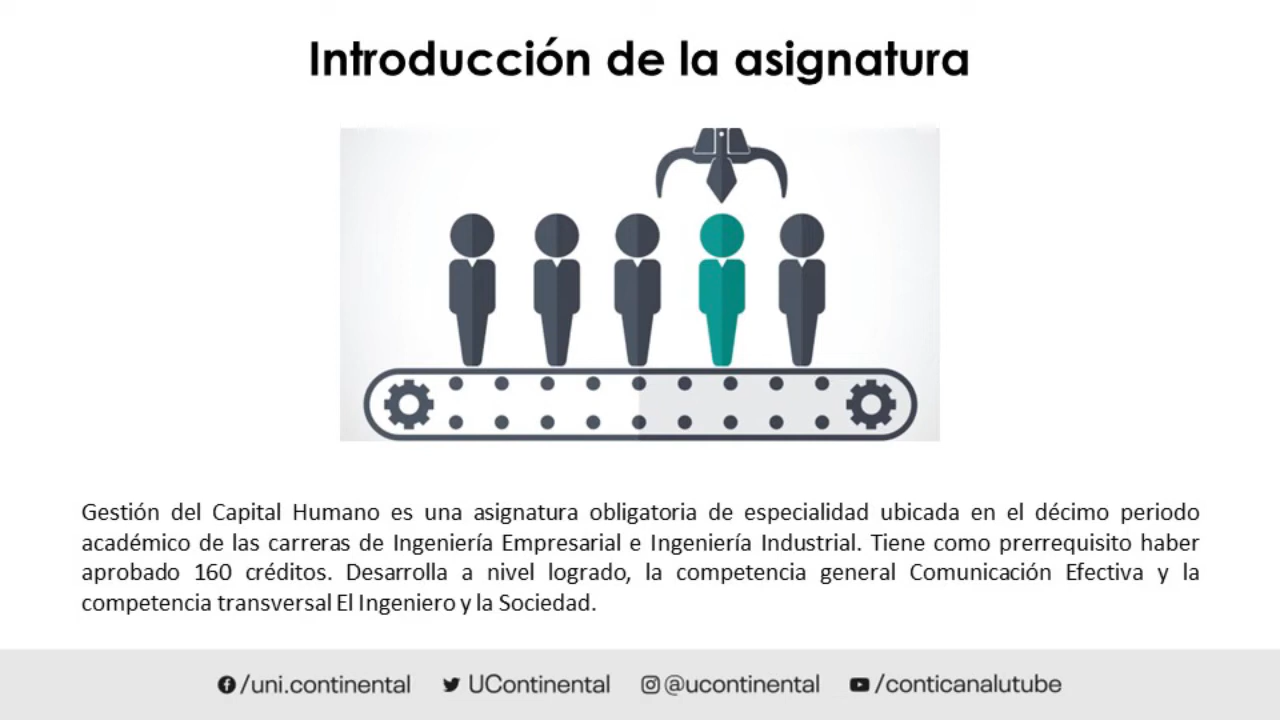 Introducción de la asignatura
Gestión del Capital Humano es una asignatura obligatoria de especialidad ubicada en el décimo periodo
académico de las carreras de Ingeniería Empresarial e Ingeniería Industrial. Tiene como prerrequisito haber
aprobado 160 créditos. Desarrolla a nivel logrado, la competencia general Comunicación Efectiva y la
competencia transversal El Ingeniero y la Sociedad.
/uni.continental UContinental @ucontinental /conticanalutube